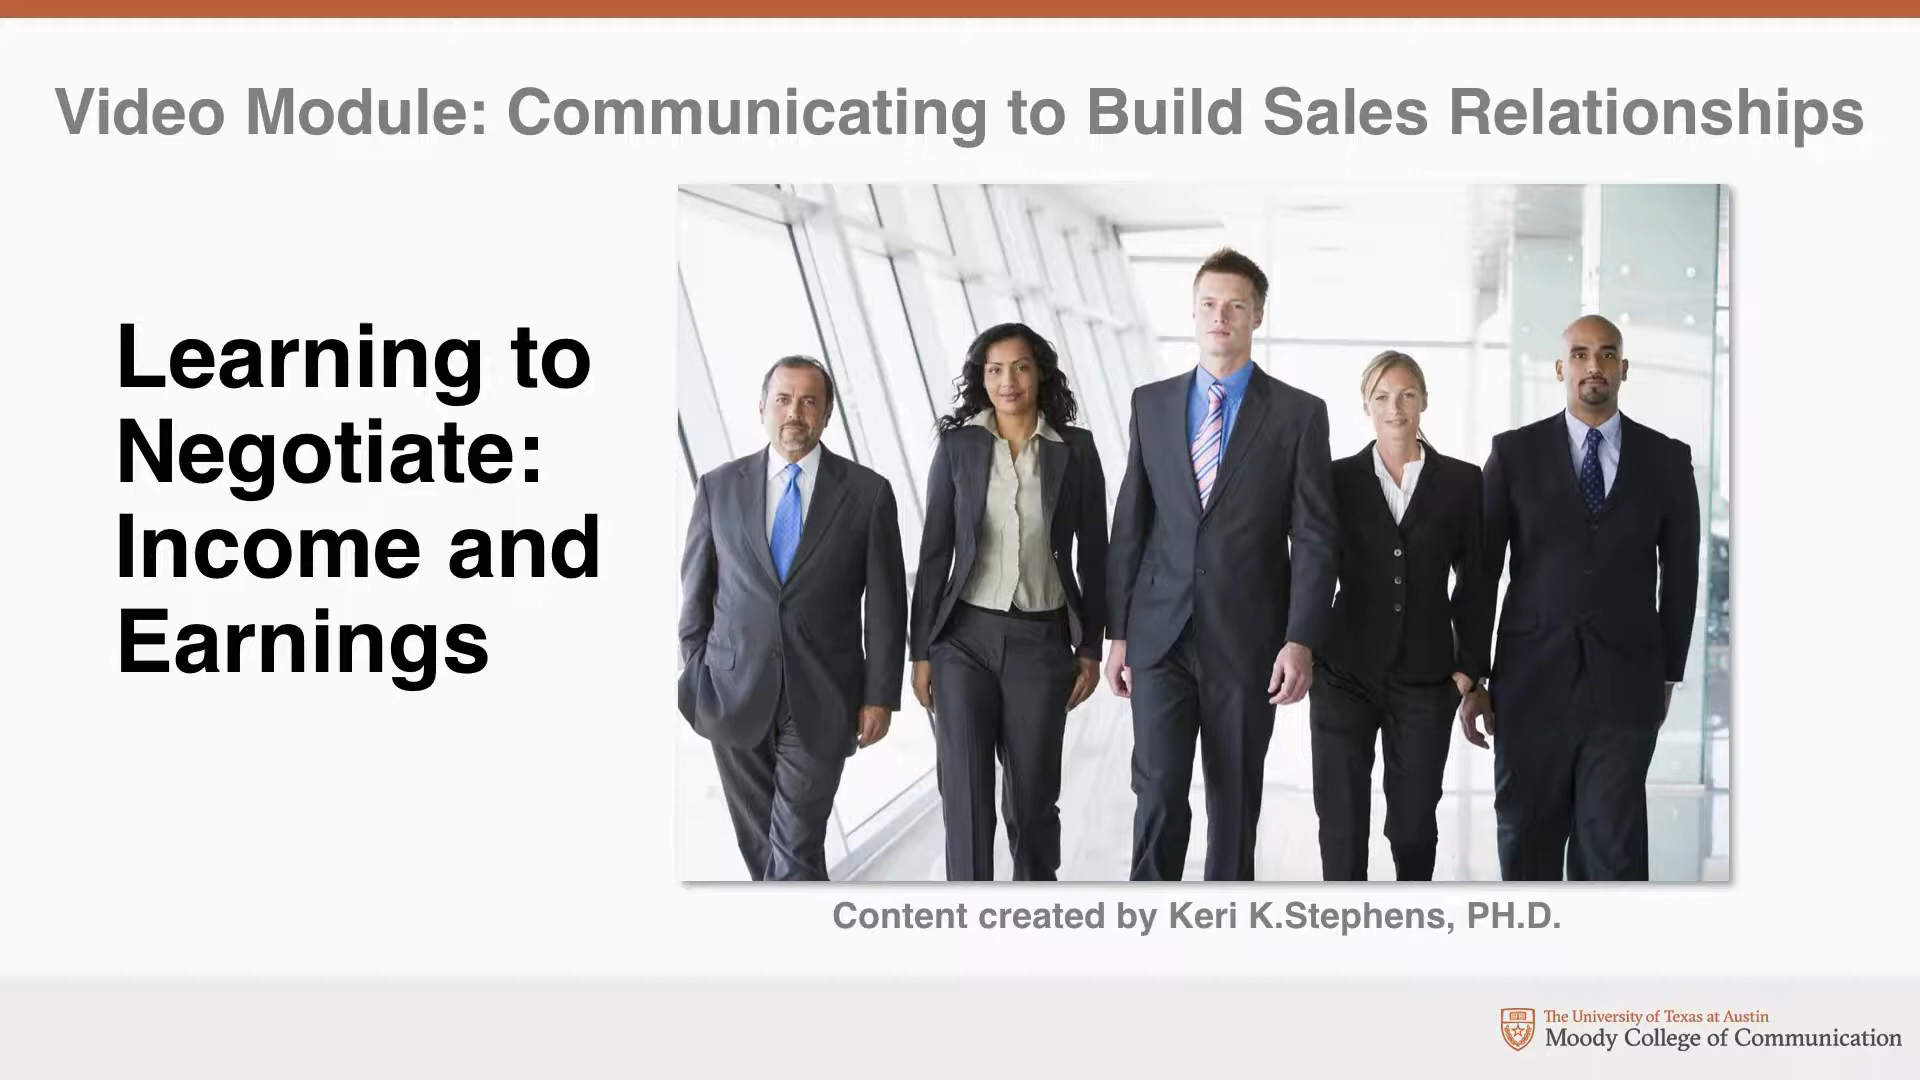 Video Module: Communicating to Build Sales Relationships
Learning to
Negotiate:
Income and
Earnings
Content created by Keri K.Stephens, PH.D.
The University of Texas at Austin
Moody College of Communication